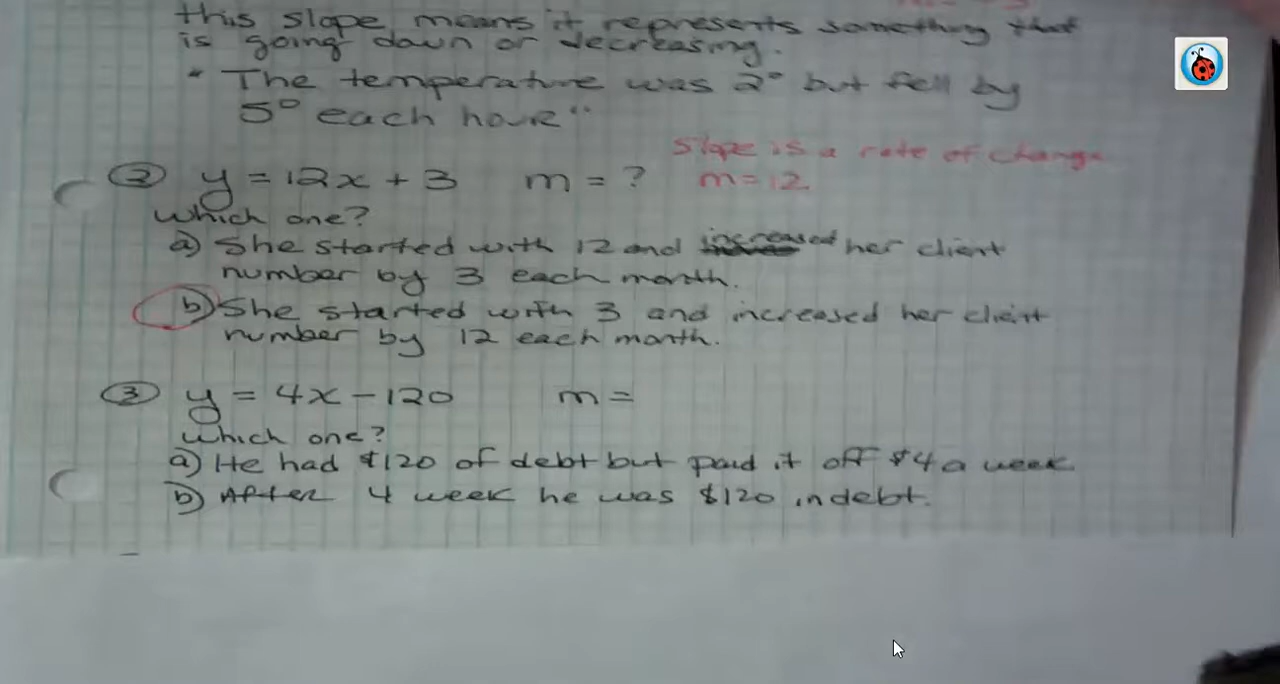 this slope means it represents something that
is going down or decreasing.
" The temperature was 2° but fell by
5° each hour"
slope is a rate of change
② y = 12x + 3 m = ? m = 12
Which one?
a) She started with 12 and increased her client
number by 3 each month.
b) She started with 3 and increased her client
number by 12 each month.
③ y = 4x - 120 m =
Which one?
a) He had $120 of debt but paid it off $4 a week
b) After 4 week he was $120 in debt.